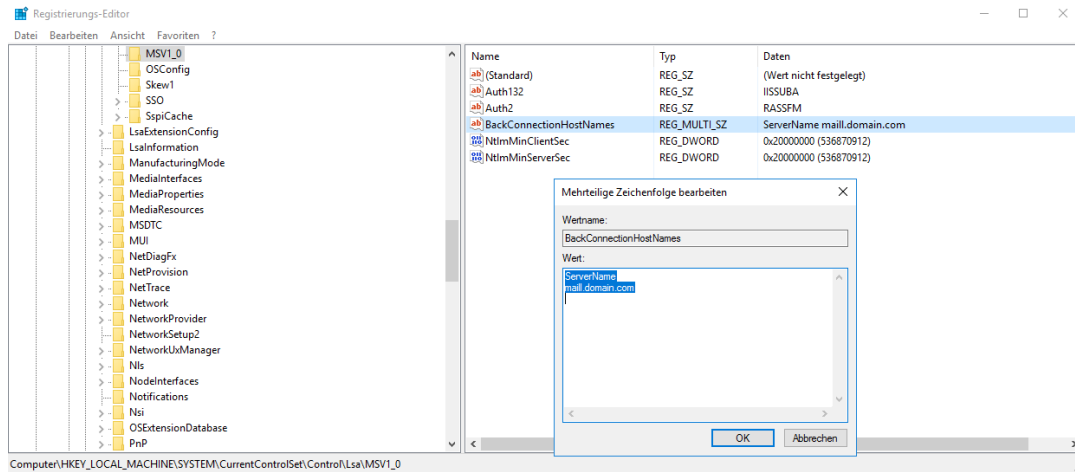 Registrierungs-Editor
Datei Bearbeiten Ansicht Favoriten ?
MSV1_0
OSConfig
Skew1
SSO
SspiCache
LsaExtensionConfig
LsaInformation
ManufacturingMode
MediaInterfaces
MediaProperties
MediaResources
MSDTC
MUI
NetDiagFx
NetProvision
NetTrace
Network
NetworkProvider
NetworkSetup2
NetworkUxManager
Nls
NodeInterfaces
Notifications
Nsi
OSExtensionDatabase
PnP
Name Typ Daten
(Standard) REG_SZ (Wert nicht festgelegt)
Auth132 REG_SZ IISSUBA
Auth2 REG_SZ RASSFM
BackConnectionHostNames REG_MULTI_SZ ServerName maill.domain.com
NtlmMinClientSec REG_DWORD 0x20000000 (536870912)
NtlmMinServerSec REG_DWORD 0x20000000 (536870912)
Mehrteilige Zeichenfolge bearbeiten
Wertname:
BackConnectionHostNames
Wert:
ServerName
maill.domain.com
OK Abbrechen
Computer\HKEY_LOCAL_MACHINE\SYSTEM\CurrentControlSet\Control\Lsa\MSV1_0